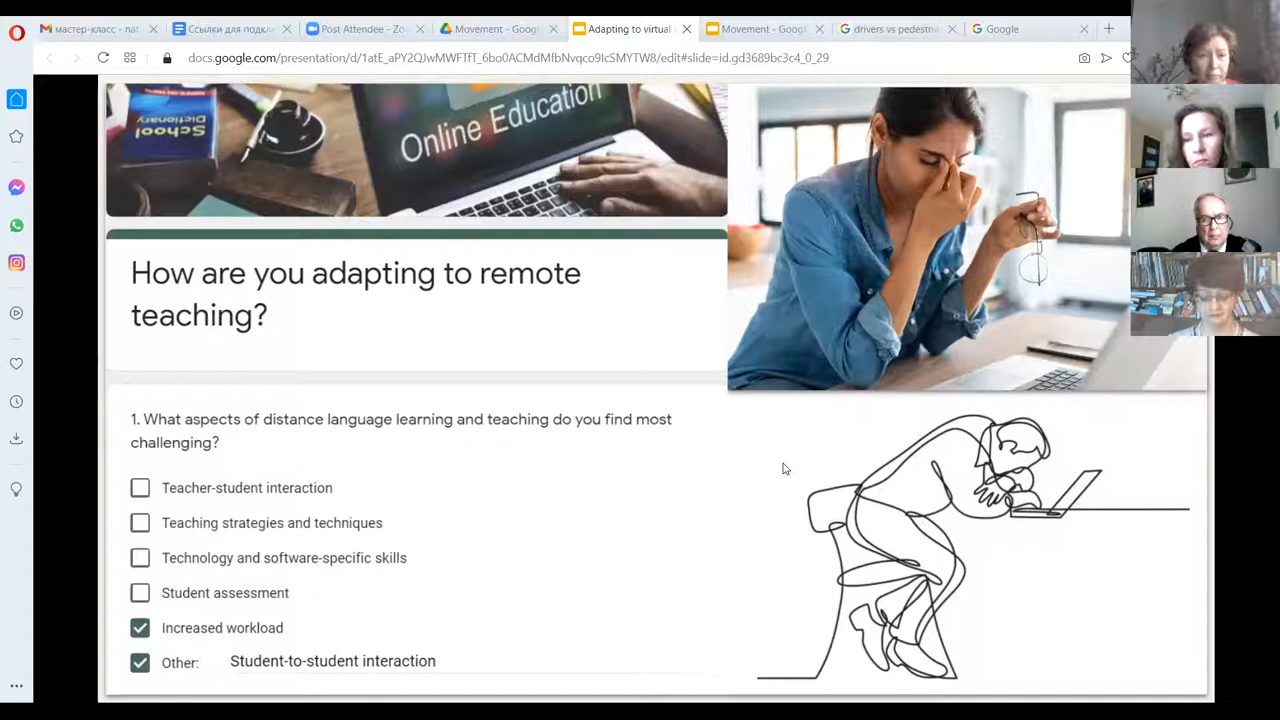 мастер-класс - nat
Ссылки для подкл
Post Attendee - Zo
Movement – Googl
Adapting to virtual
Movement - Googl
drivers vs pedestria
Google
docs.google.com/presentation/d/1atE_aPY2QJwMWFTfT_6bo0ACMdMfbNvqco9lcSMYTW8/edit#slide=id.gd3689bc3c4_0_29
School
Dictionary
Online Education
How are you adapting to remote
teaching?
1. What aspects of distance language learning and teaching do you find most
challenging?
Teacher-student interaction
Teaching strategies and techniques
Technology and software-specific skills
Student assessment
Increased workload
Other: Student-to-student interaction